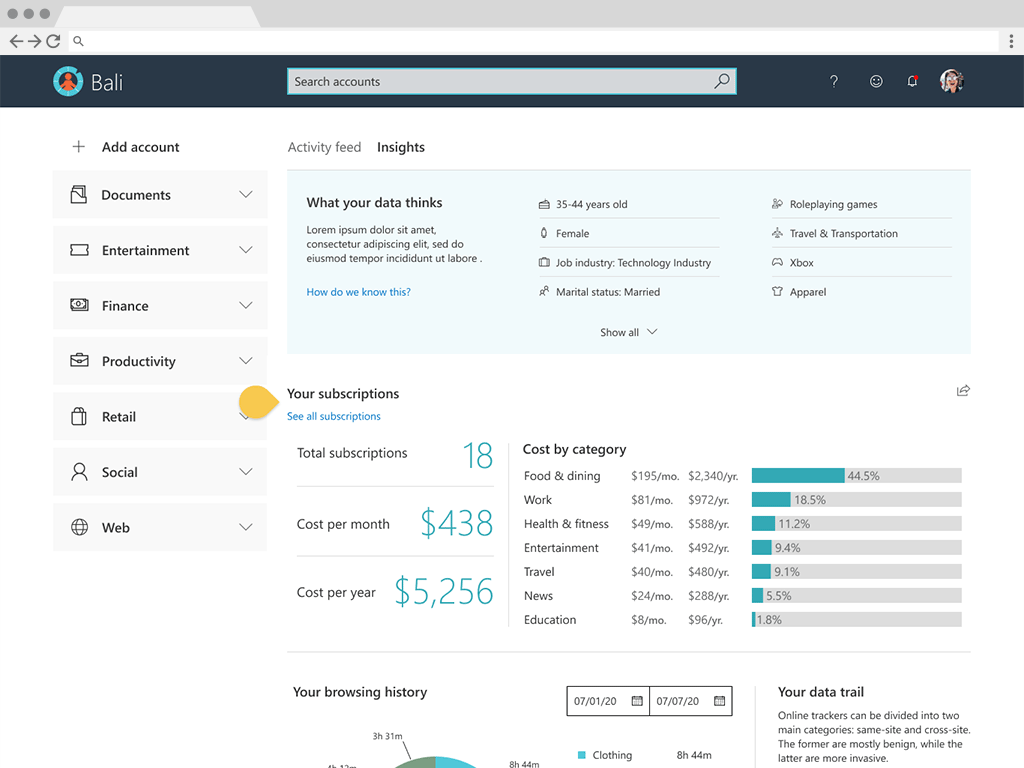 Bali
Search accounts
?
Add account
Documents
Entertainment
Finance
Productivity
Retail
Social
Web
Activity feed Insights
What your data thinks
Lorem ipsum dolor sit amet,
consectetur adipiscing elit, sed do
eiusmod tempor incididunt ut labore .
How do we know this?
35-44 years old
Female
Job industry: Technology Industry
Marital status: Married
Roleplaying games
Travel & Transportation
Xbox
Apparel
Show all
Your subscriptions
See all subscriptions
Total subscriptions 18
Cost per month $438
Cost per year $5,256
Cost by category
Food & dining $195/mo. $2,340/yr. 44.5%
Work $81/mo. $972/yr. 18.5%
Health & fitness $49/mo. $588/yr. 11.2%
Entertainment $41/mo. $492/yr. 9.4%
Travel $40/mo. $480/yr. 9.1%
News $24/mo. $288/yr. 5.5%
Education $8/mo. $96/yr. 1.8%
Your browsing history
07/01/20 07/07/20
3h 31m
8h 44m
Clothing 8h 44m
Your data trail
Online trackers can be divided into two
main categories: same-site and cross-site.
The former are mostly benign, while the
latter are more invasive.